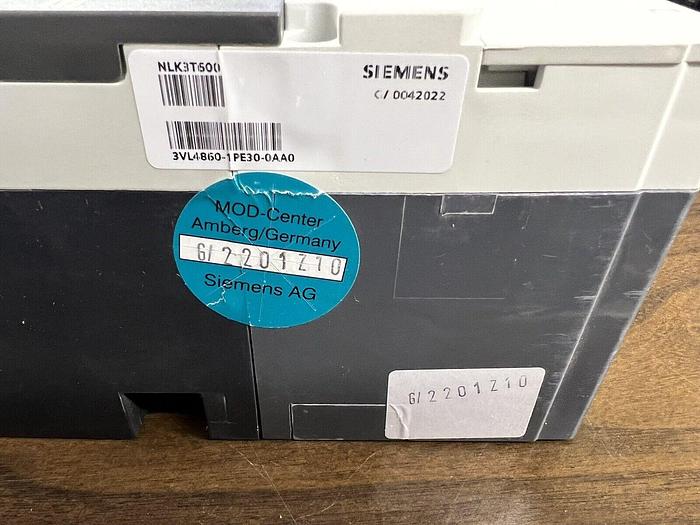 NLK3T600
SIEMENS
G/ 0042022
3VL4860-1PE30-0AA0
MOD-Center
Amberg/Germany
G/2201Z10
Siemens AG
G/2201Z10